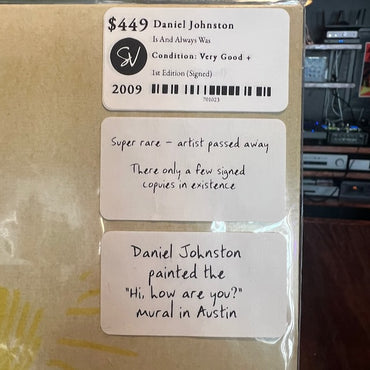 $449 Daniel Johnston
Is And Always Was
SV
Condition: Very Good +
1st Edition (Signed)
2009
701023
Super rare – artist passed away
There only a few signed
copuies in existence
Daniel Johnston
painted the
"Hi, how are you?"
mural in Austin